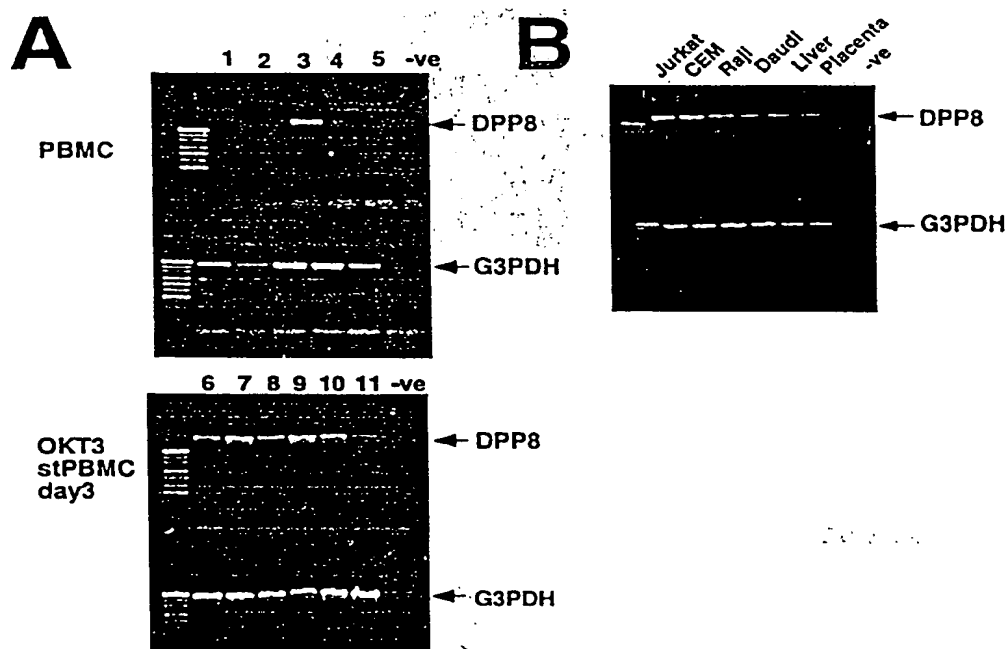 A
1 2 3 4 5 -ve
PBMC
DPP8
G3PDH
6 7 8 9 10 11 -ve
OKT3
stPBMC
day3
DPP8
G3PDH
B
Jurkat CEM Raji Daudi Liver Placenta -ve
DPP8
G3PDH